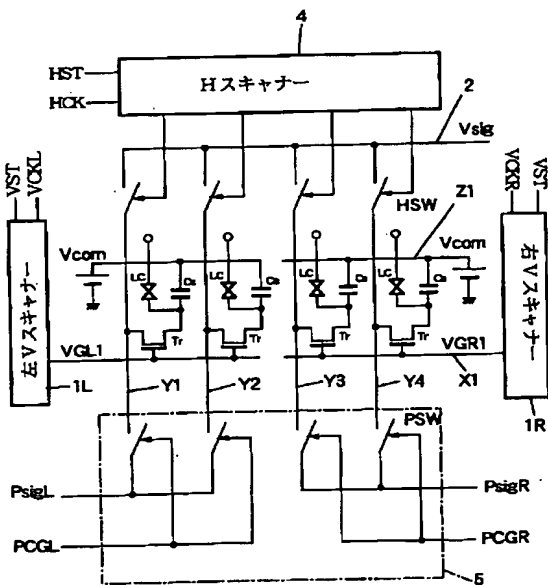 4
HST
HCK
Hスキャナー
2
Vsig
VST
VCKL
VCKR
VST
HSW
Z1
Vcom
Vcom
LC
Cs
LC
Cs
LC
Cs
LC
Cs
左Vスキャナー
右Vスキャナー
Tr
Tr
Tr
Tr
VGL1
VGR1
1L
Y1
Y2
Y3
Y4
X1
1R
PSW
PsigL
PsigR
PCGL
PCGR
5